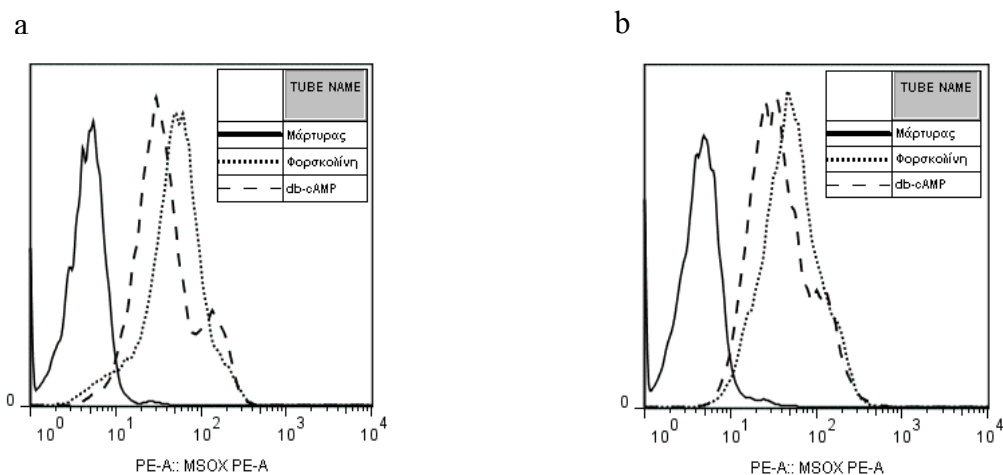 a
b
TUBE NAME
Μάρτυρας
Φορσκολίνη
db-cAMP
0
10^0 10^1 10^2 10^3 10^4
PE-A:: MSOX PE-A
TUBE NAME
Μάρτυρας
Φορσκολίνη
db-cAMP
0
10^0 10^1 10^2 10^3 10^4
PE-A:: MSOX PE-A